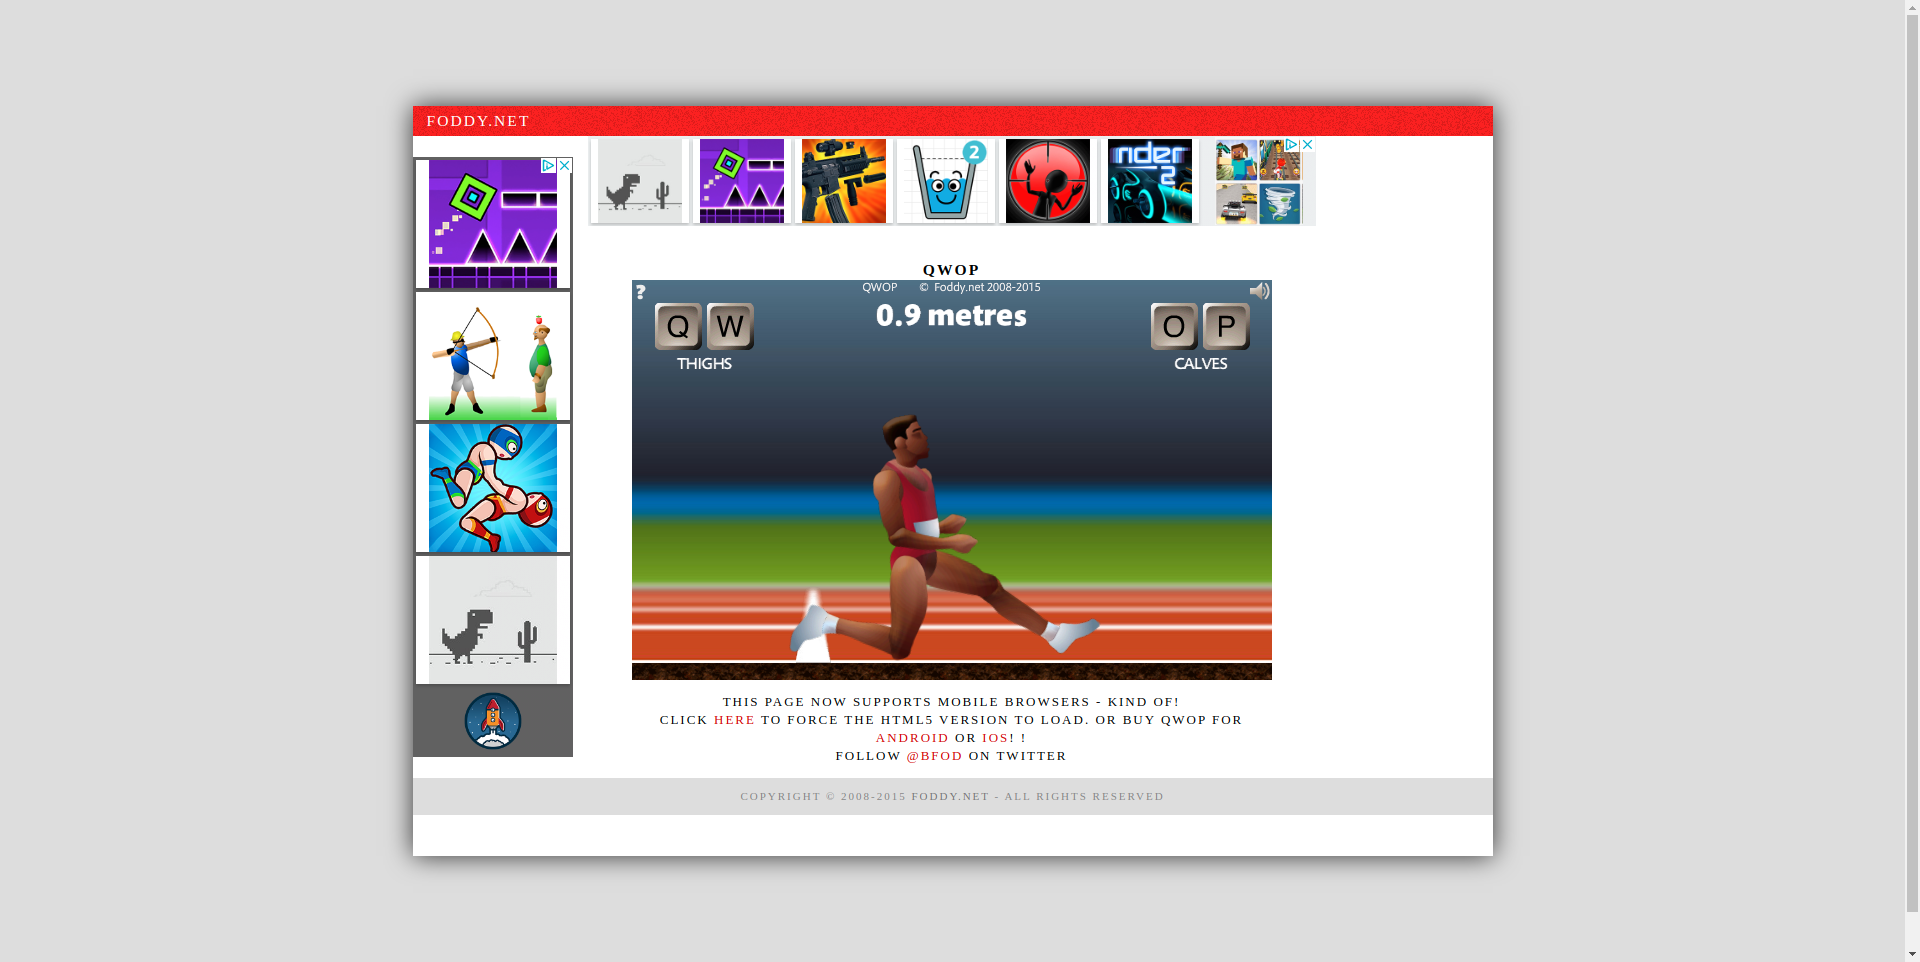 FODDY.NET
2
rider
2
QWOP
QWOP © Foddy.net 2008-2015
?
0.9 metres
Q W
O P
THIGHS
CALVES
THIS PAGE NOW SUPPORTS MOBILE BROWSERS - KIND OF!
CLICK HERE TO FORCE THE HTML5 VERSION TO LOAD. OR BUY QWOP FOR
ANDROID OR IOS! !
FOLLOW @BFOD ON TWITTER
COPYRIGHT © 2008-2015 FODDY.NET - ALL RIGHTS RESERVED